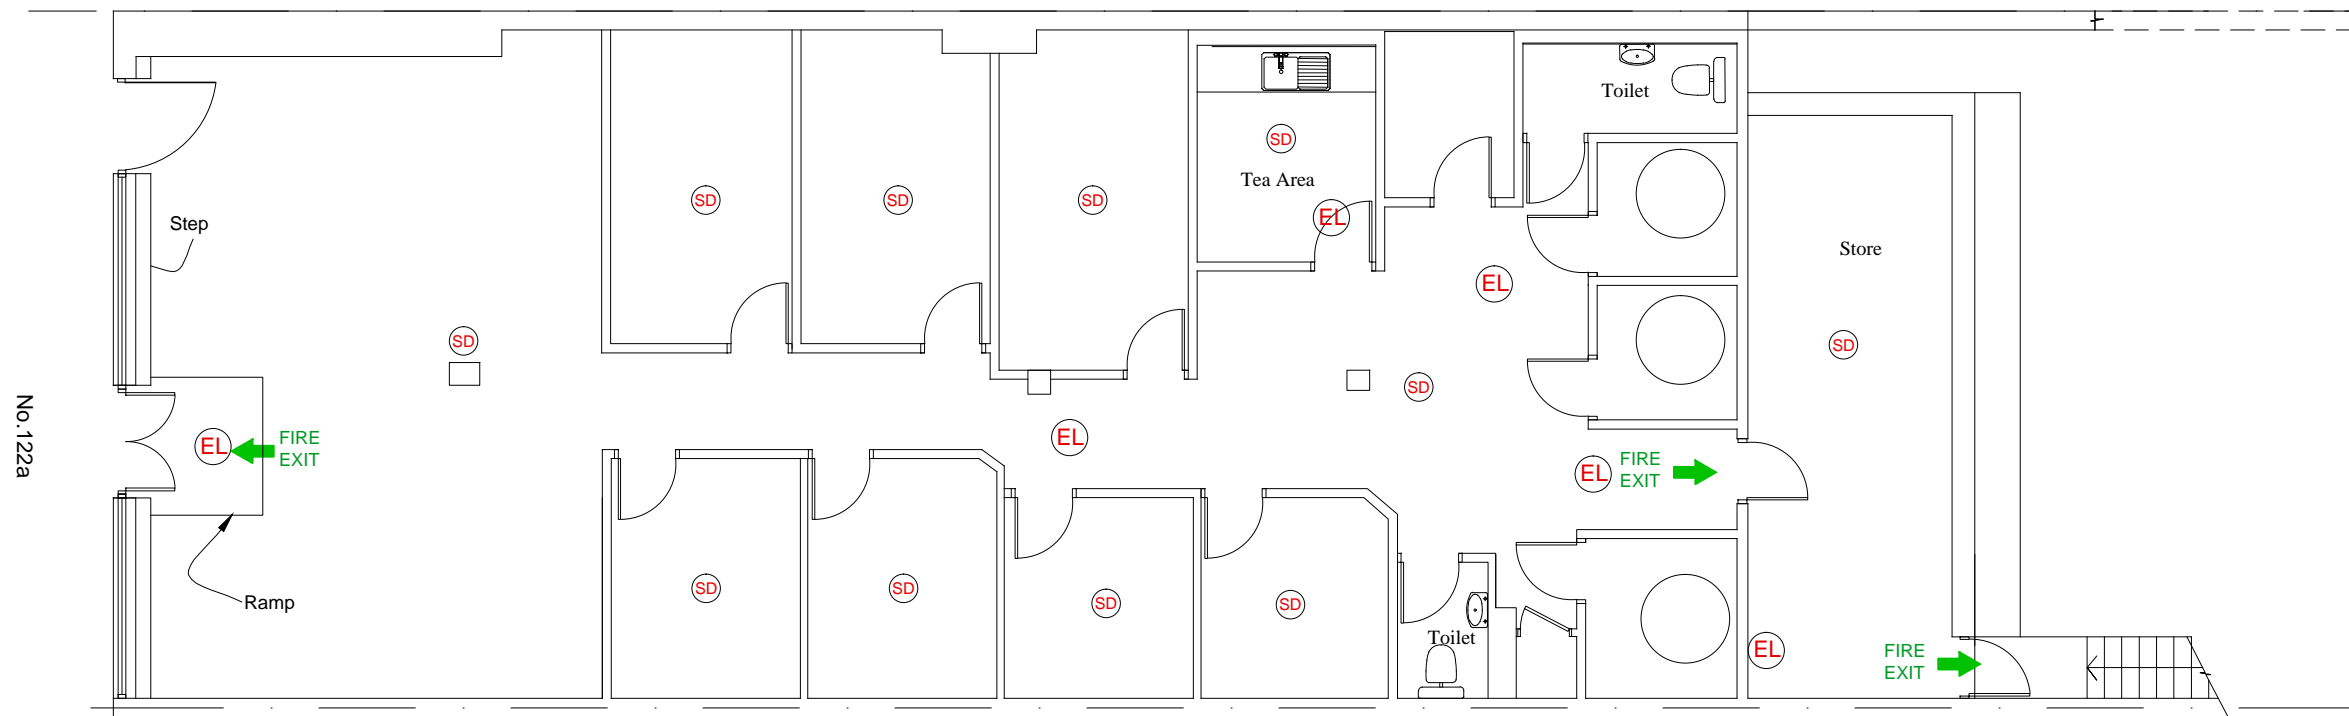 Toilet
SD
Tea Area
SD
SD
SD
EL
Step
Store
EL
SD
SD
SD
No.122a
EL
FIRE
EXIT
EL
EL
FIRE
EXIT
SD
SD
SD
SD
Ramp
Toilet
EL
FIRE
EXIT